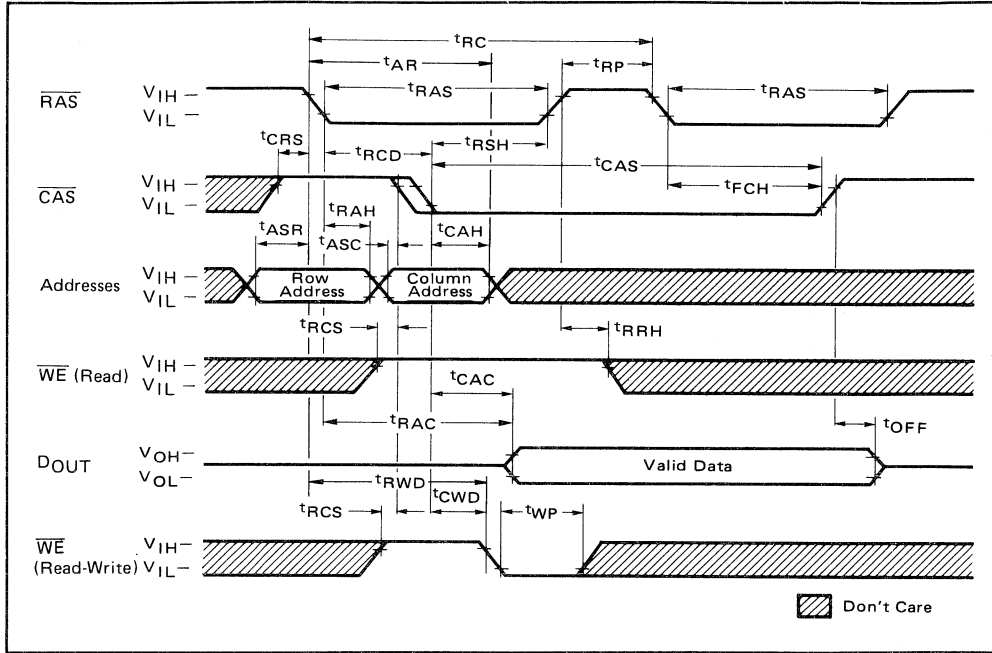 tRC
tAR
tRP
RAS
VIH
VIL
tRAS
tRAS
tCRS
tRCD
tRSH
tCAS
CAS
VIH
VIL
tFCH
tRAH
tASR
tASC
tCAH
Addresses
VIH
VIL
Row Address
Column Address
tRCS
tRRH
WE (Read)
VIH
VIL
tCAC
tRAC
tOFF
DOUT
VOH
VOL
Valid Data
tRWD
tCWD
tRCS
tWP
WE (Read-Write)
VIH
VIL
Don't Care